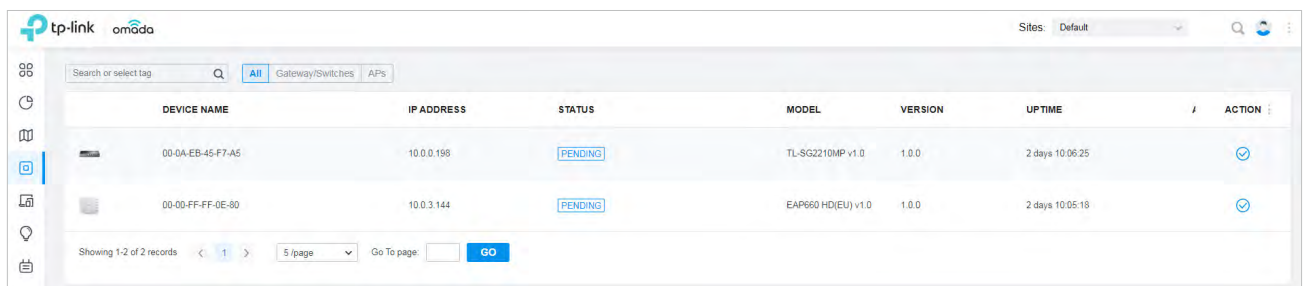 tp-link omada Sites: Default
Search or select tag All Gateway/Switches APs
DEVICE NAME IP ADDRESS STATUS MODEL VERSION UPTIME ACTION
00-0A-EB-45-F7-A5 10.0.0.198 PENDING TL-SG2210MP v1.0 1.0.0 2 days 10:06:25
00-00-FF-FF-0E-80 10.0.3.144 PENDING EAP660 HD(EU) v1.0 1.0.0 2 days 10:05:18
Showing 1-2 of 2 records < 1 > 5 /page Go To page: GO